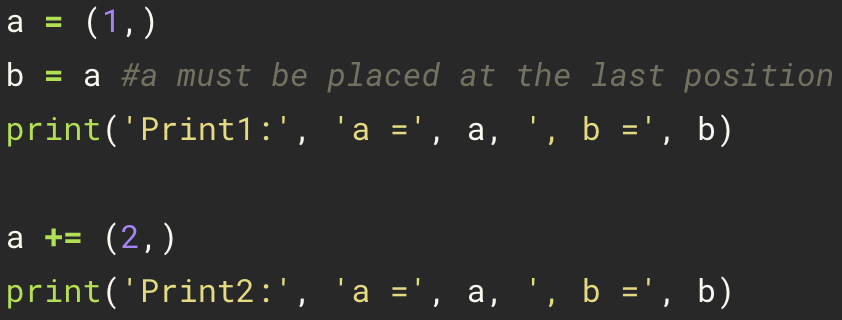 a = (1,)
b = a #a must be placed at the last position
print('Print1:', 'a =', a, ', b =', b)
a += (2,)
print('Print2:', 'a =', a, ', b =', b)